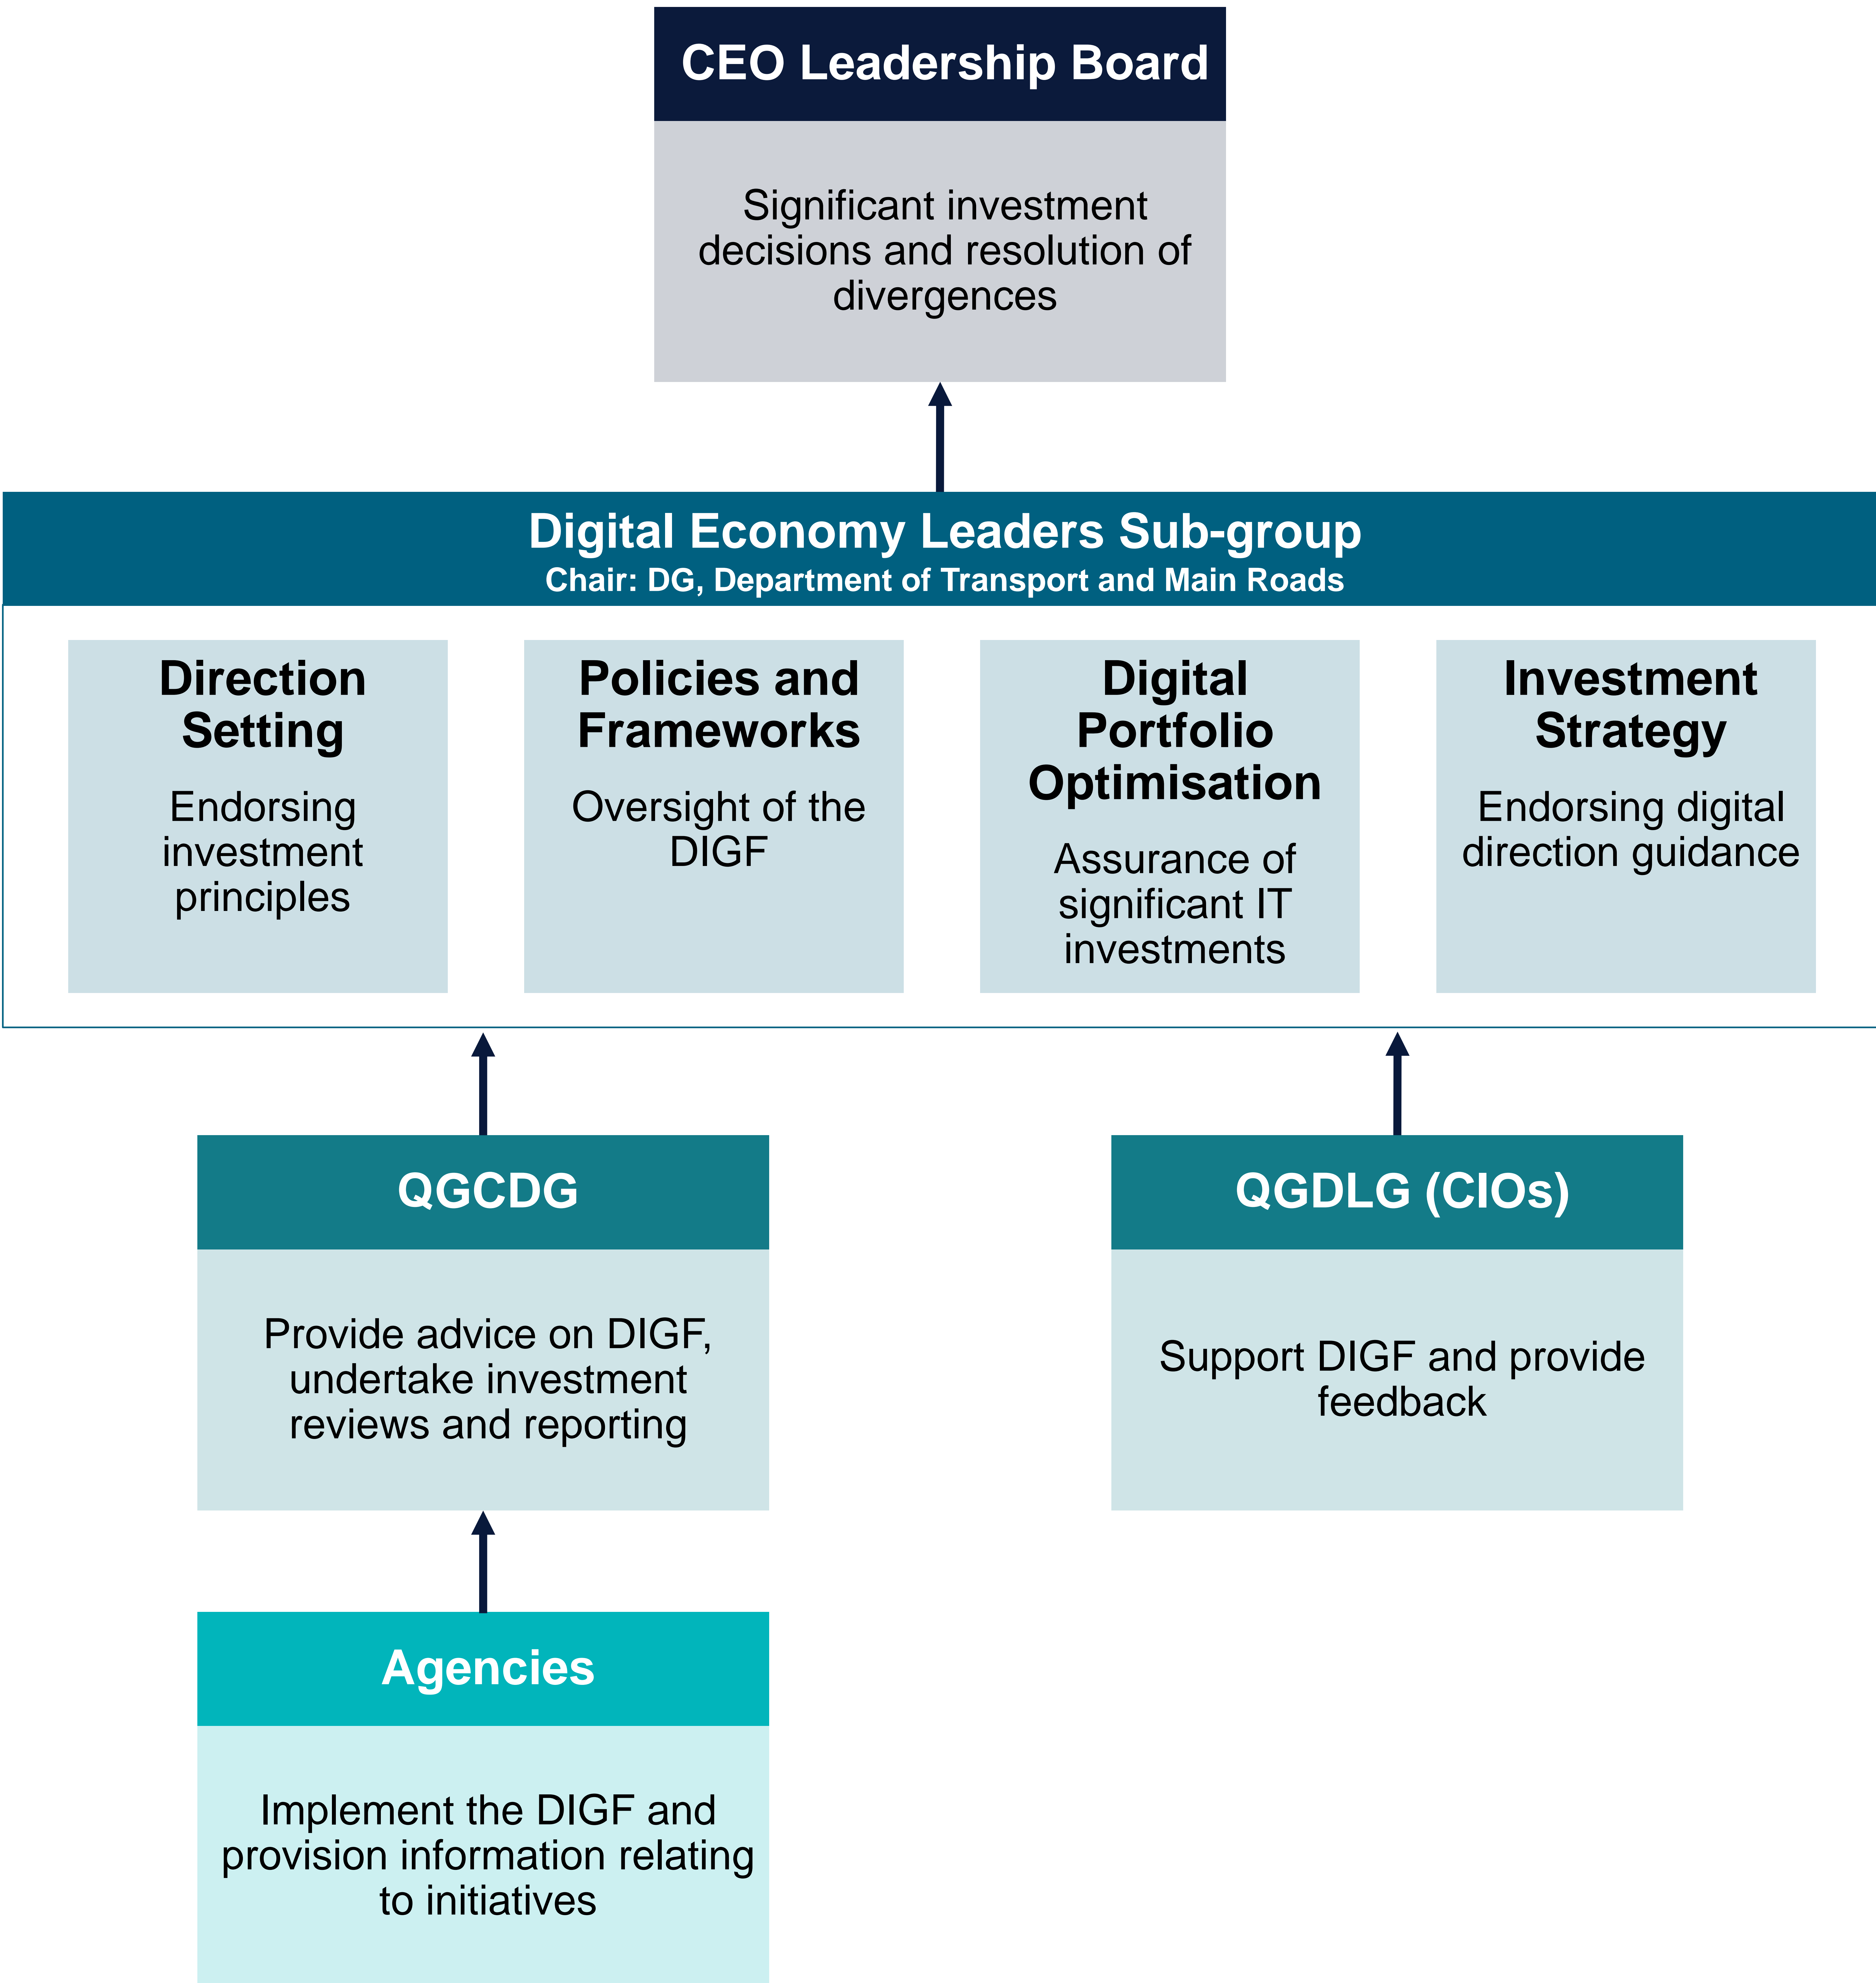 CEO Leadership Board
Significant investment
decisions and resolution of
divergences
Digital Economy Leaders Sub-group
Chair: DG, Department of Transport and Main Roads
Direction
Setting
Endorsing
investment
principles
Policies and
Frameworks
Oversight of the
DIGF
Digital
Portfolio
Optimisation
Assurance of
significant IT
investments
Investment
Strategy
Endorsing digital
direction guidance
QGCDG
Provide advice on DIGF,
undertake investment
reviews and reporting
QGDLG (CIOs)
Support DIGF and provide
feedback
Agencies
Implement the DIGF and
provision information relating
to initiatives